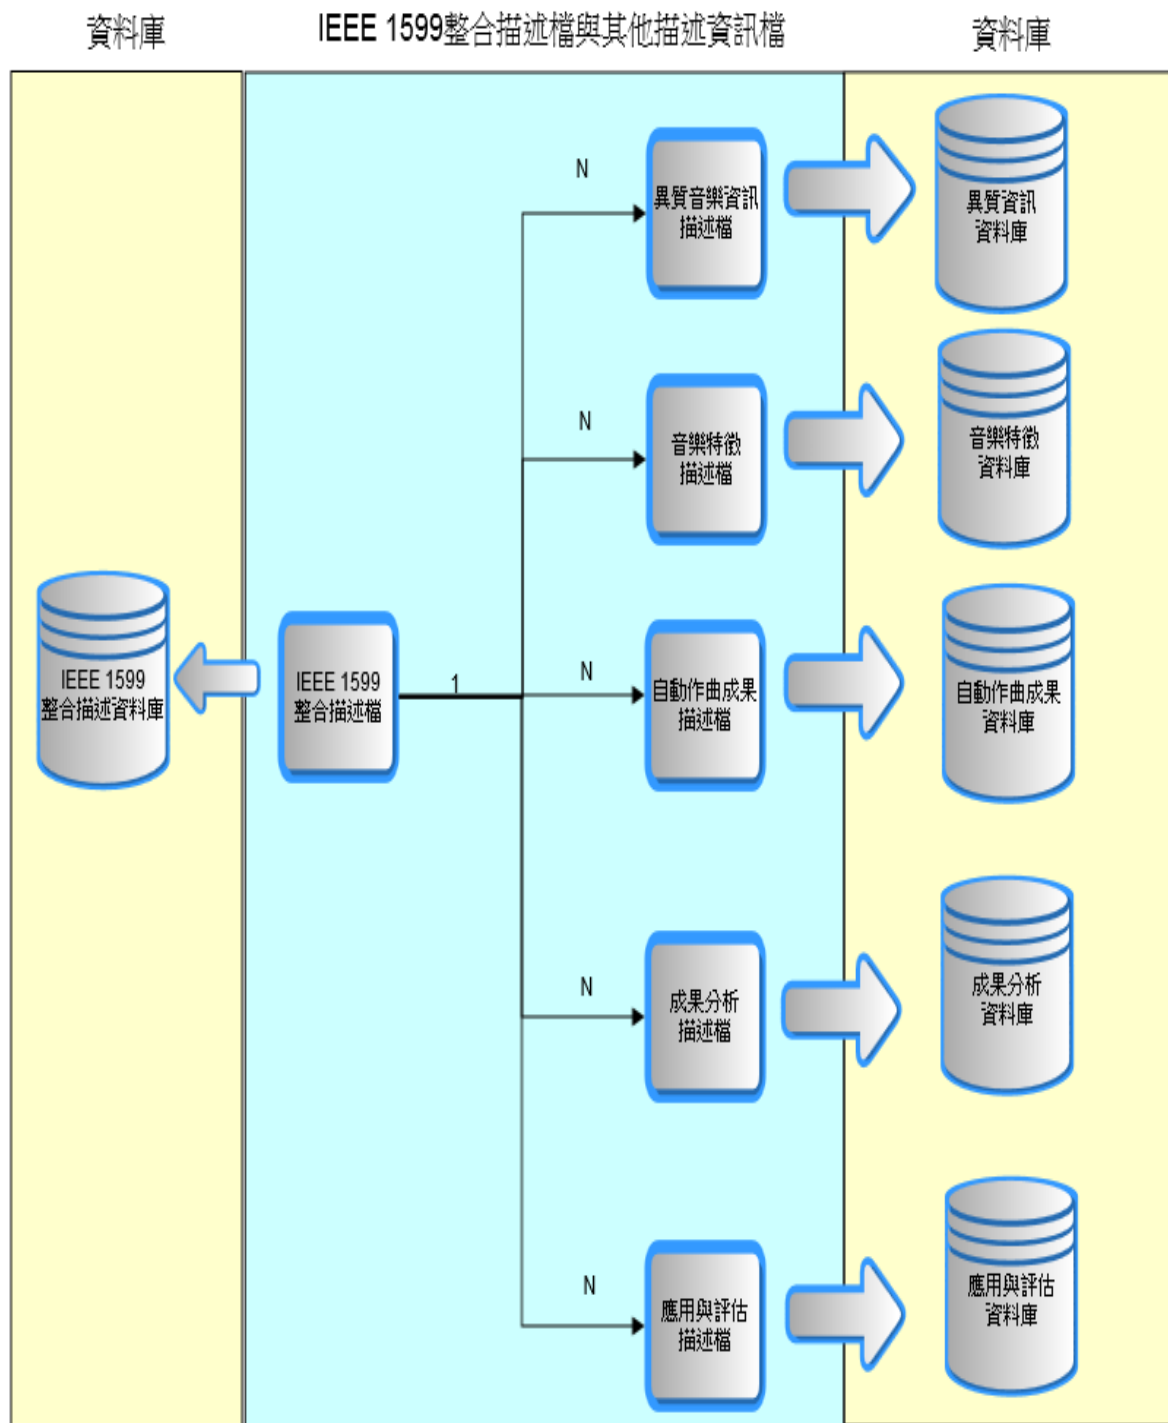 資料庫
IEEE 1599整合描述檔與其他描述資訊檔
資料庫
N
異質音樂資訊
描述檔
異質資訊
資料庫
N
音樂特徵
描述檔
音樂特徵
資料庫
IEEE 1599
整合描述資料庫
IEEE 1599
整合描述檔
1
N
自動作曲成果
描述檔
自動作曲成果
資料庫
N
成果分析
描述檔
成果分析
資料庫
N
應用與評估
描述檔
應用與評估
資料庫